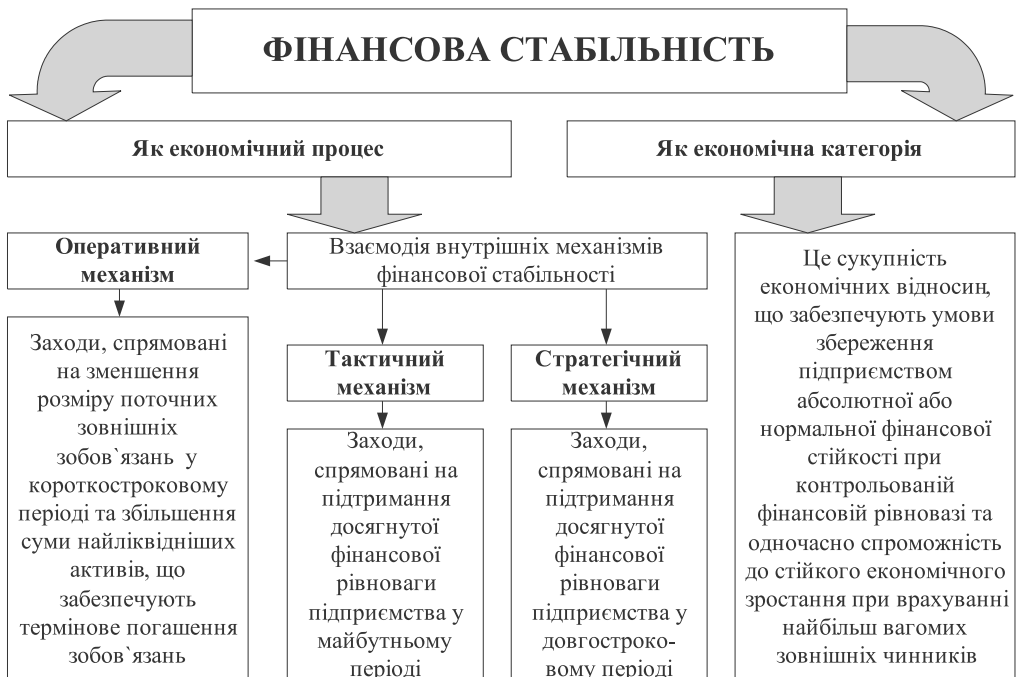 ФІНАНСОВА СТАБІЛЬНІСТЬ
Як економічний процес
Як економічна категорія
Оперативний
механізм
Взаємодія внутрішніх механізмів
фінансової стабільності
Заходи, спрямовані
на зменшення
розміру поточних
зовнішніх
зобов`язань у
короткостроковому
періоді та збільшення
суми найліквідніших
активів, що
забезпечують
термінове погашення
зобов`язань
Тактичний
механізм
Заходи,
спрямовані на
підтримання
досягнутої
фінансової
рівноваги
підприємства у
майбутньому
періоді
Стратегічний
механізм
Заходи,
спрямовані на
підтримання
досягнутої
фінансової
рівноваги
підприємства у
довгостроко-
вому періоді
Це сукупність
економічних відносин,
що забезпечують умови
збереження
підприємством
абсолютної або
нормальної фінансової
стійкості при
контрольованій
фінансовій рівновазі та
одночасно спроможність
до стійкого економічного
зростання при врахуванні
найбільш вагомих
зовнішніх чинників